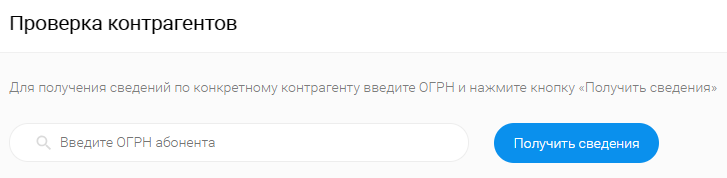 Проверка контрагентов
Для получения сведений по конкретному контрагенту введите ОГРН и нажмите кнопку «Получить сведения»
Введите ОГРН абонента
Получить сведения